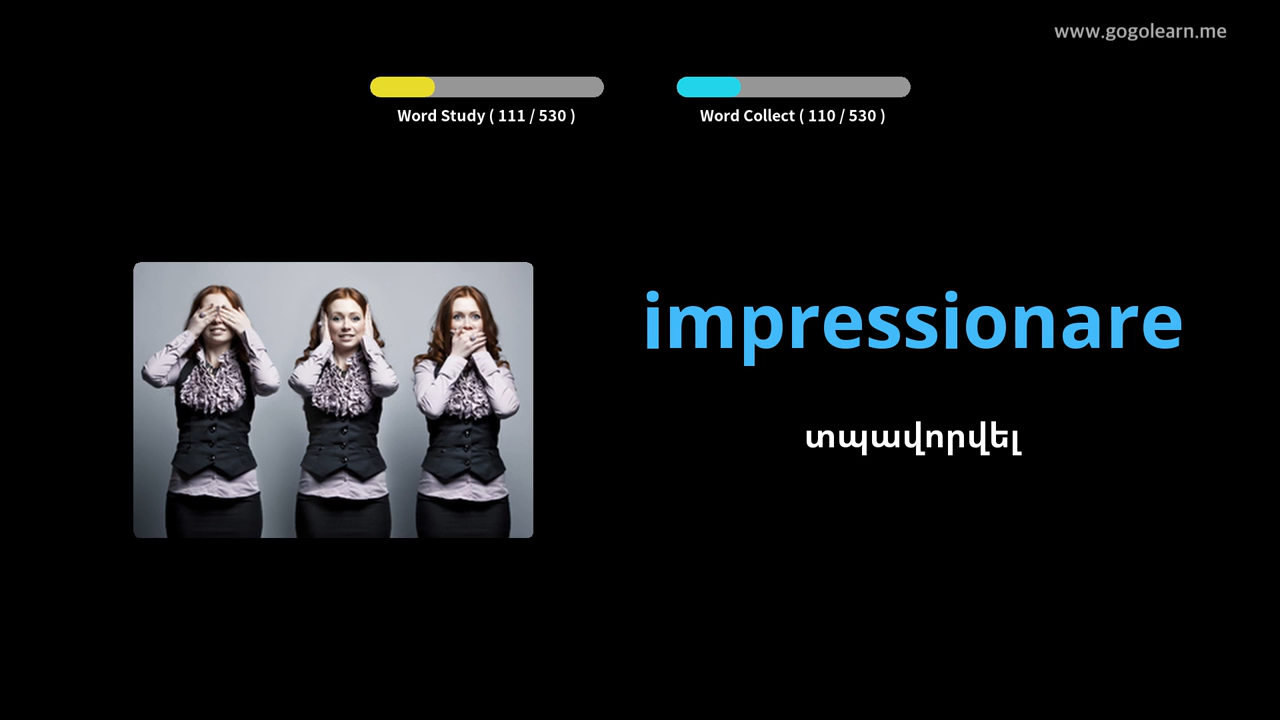 www.gogolearn.me
Word Study ( 111 / 530 )
Word Collect ( 110 / 530 )
impressionare
տպավորվել